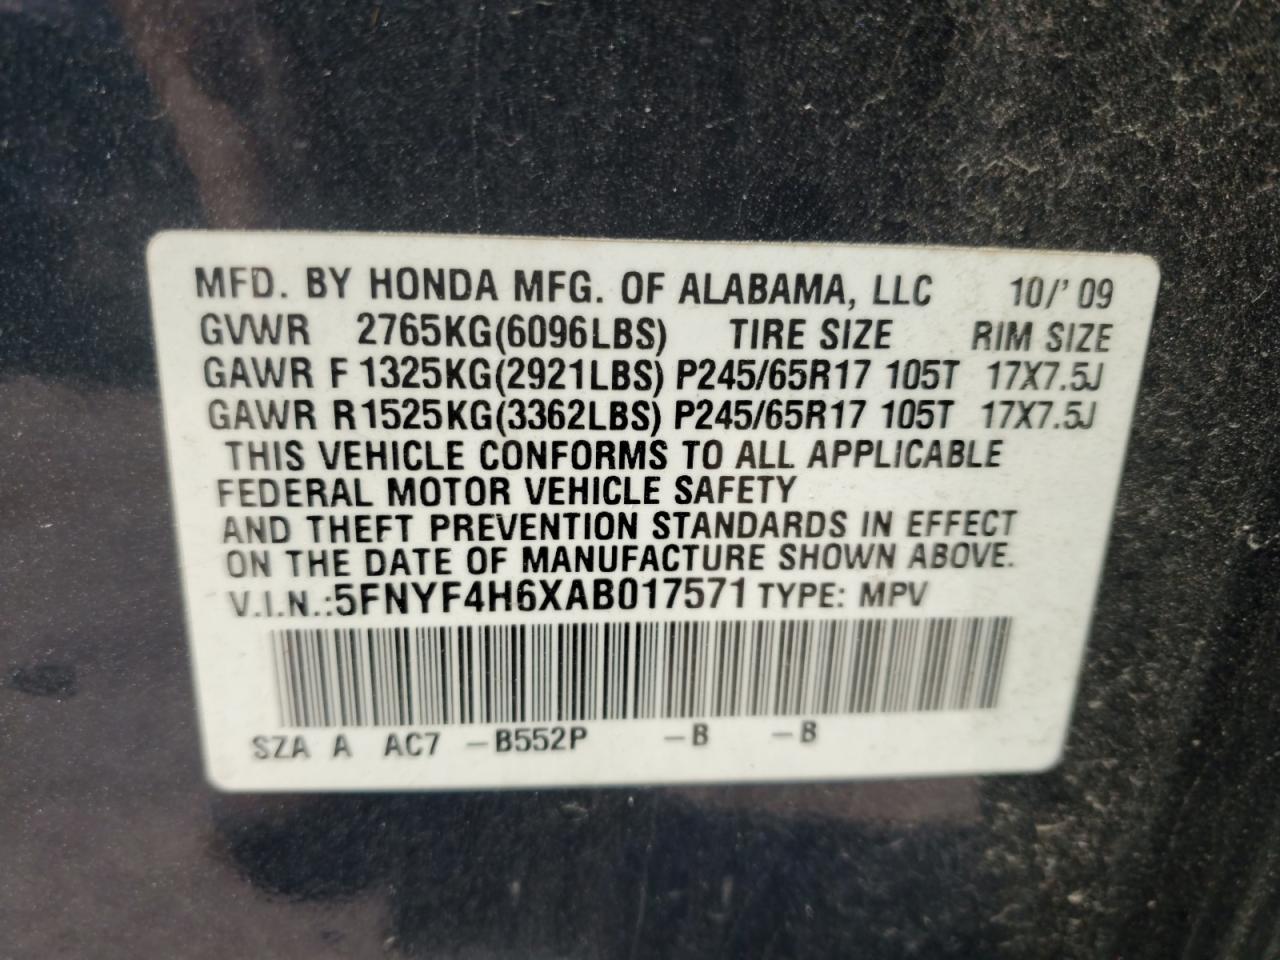 MFD. BY HONDA MFG. OF ALABAMA, LLC 10/'09
GVWR 2765KG(6096LBS) TIRE SIZE RIM SIZE
GAWR F 1325KG(2921LBS) P245/65R17 105T 17X7.5J
GAWR R 1525KG(3362LBS) P245/65R17 105T 17X7.5J
THIS VEHICLE CONFORMS TO ALL APPLICABLE
FEDERAL MOTOR VEHICLE SAFETY
AND THEFT PREVENTION STANDARDS IN EFFECT
ON THE DATE OF MANUFACTURE SHOWN ABOVE.
V.I.N.:5FNYF4H6XAB017571 TYPE: MPV
SZA A AC7 -B552P -B -B